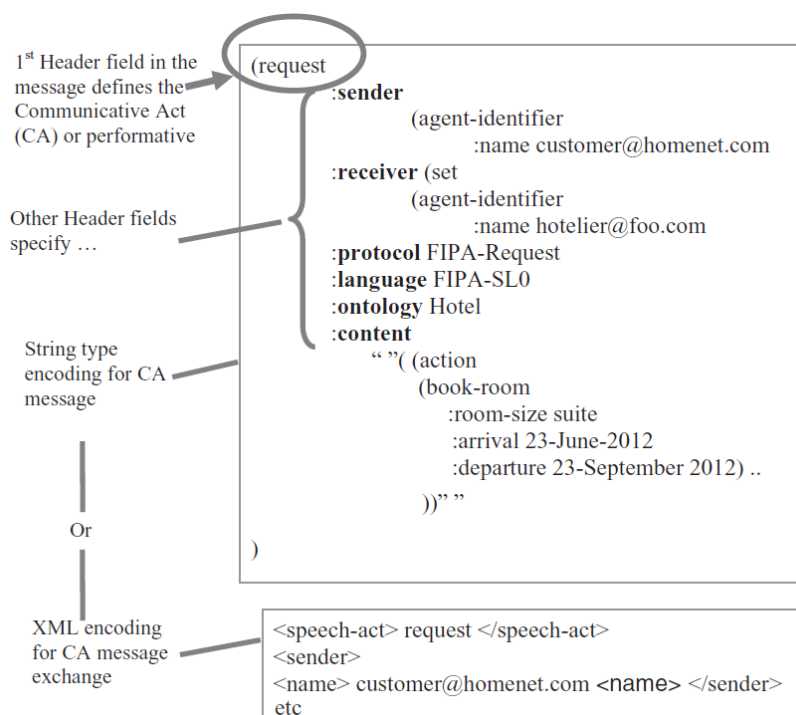 1st Header field in the
message defines the
Communicative Act
(CA) or performative
(request
:sender
(agent-identifier
:name customer@homenet.com
:receiver (set
(agent-identifier
:name hotelier@foo.com
:protocol FIPA-Request
:language FIPA-SL0
:ontology Hotel
:content
“ ”( (action
(book-room
:room-size suite
:arrival 23-June-2012
:departure 23-September 2012) ..
))” ”
)
Other Header fields
specify …
String type
encoding for CA
message
Or
XML encoding
for CA message
exchange
<speech-act> request </speech-act>
<sender>
<name> customer@homenet.com <name> </sender>
etc